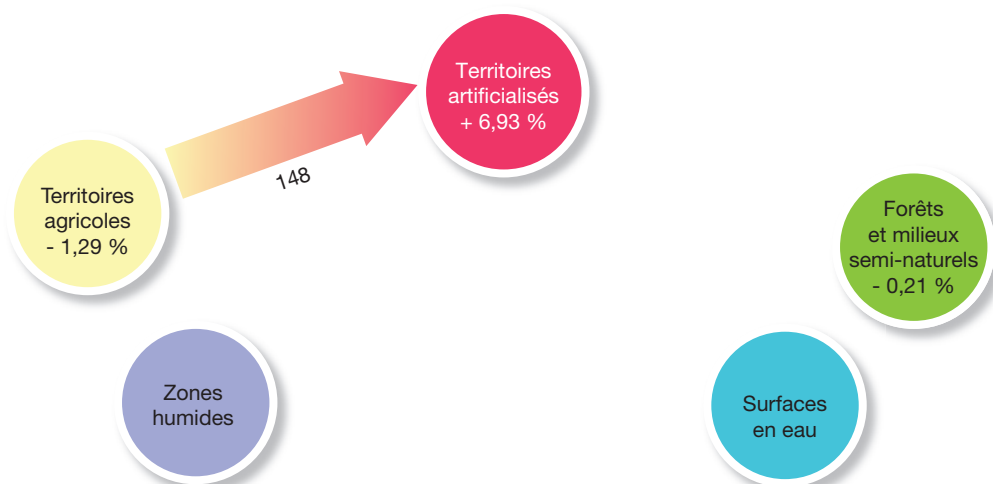 Territoires
artificialisés
+ 6,93 %
148
Territoires
agricoles
- 1,29 %
Forêts
et milieux
semi-naturels
- 0,21 %
Zones
humides
Surfaces
en eau